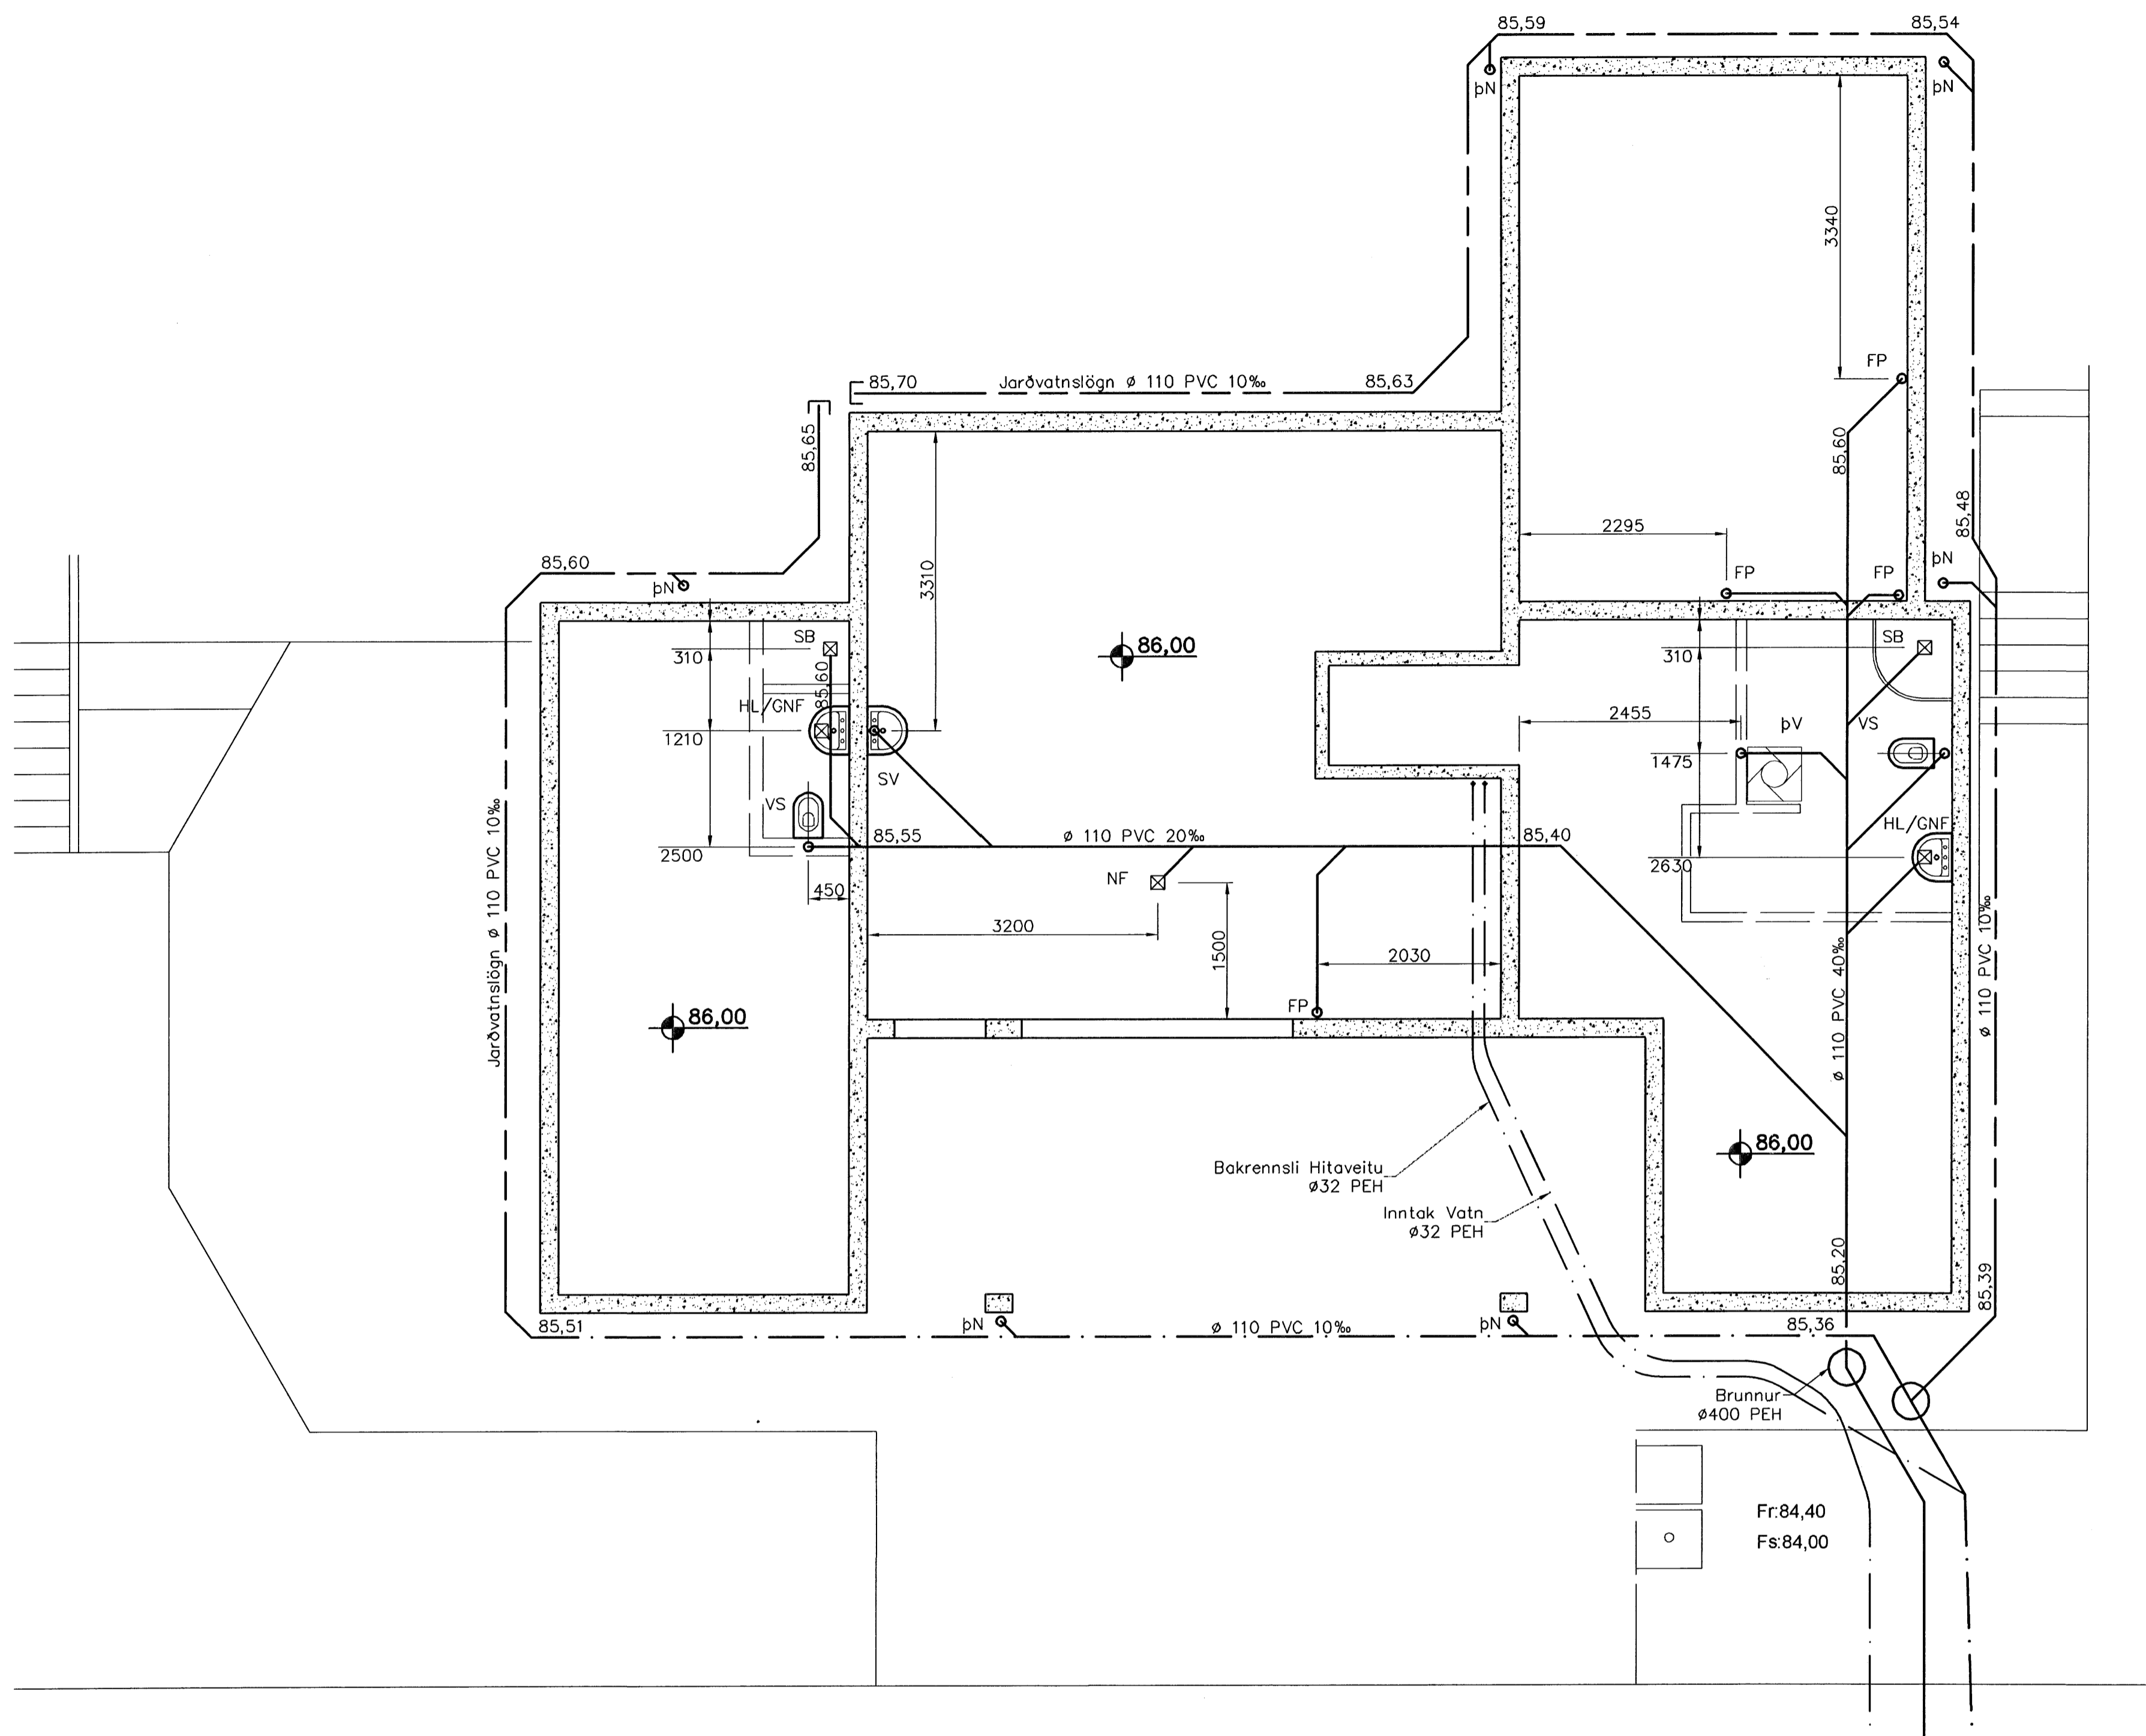 85,59
85,54
þN
þN
3340
FP
85,70
Jarðvatnslögn ø 110 PVC 10‰
85,63
85,65
85,60
85,48
2295
3310
85,60
þN
FP
FP
þN
SB
310
85,60
86,00
SB
310
HL/GNF
1210
2455
þV
VS
1475
SV
VS
85,55
ø 110 PVC 20‰
85,40
HL/GNF
2500
2630
NF
450
3200
1500
2030
Jarðvatnslögn ø 110 PVC 10‰
ø 110 PVC 40‰
ø 110 PVC 10‰
FP
86,00
86,00
Bakrennsli Hitaveitu
ø32 PEH
Inntak Vatn
ø32 PEH
85,20
85,39
85,51
þN
ø 110 PVC 10‰
þN
85,36
Brunnur
ø400 PEH
Fr:84,40
Fs:84,00